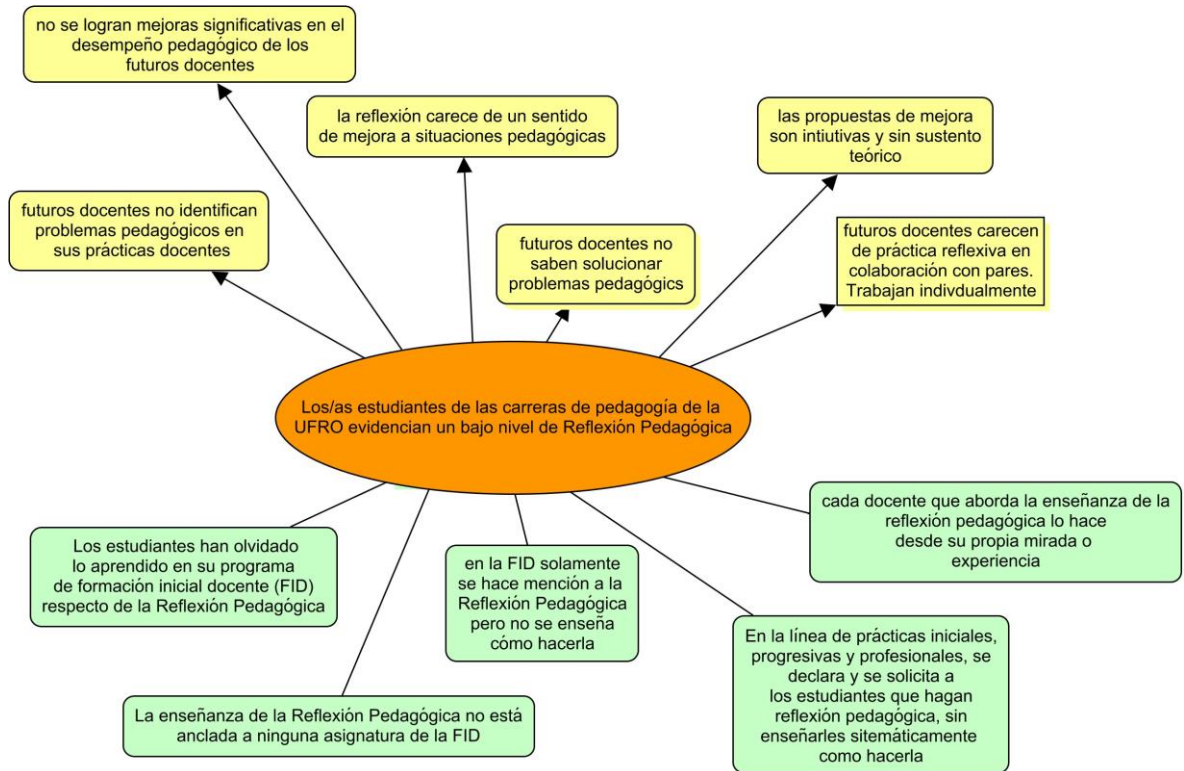 no se logran mejoras significativas en el
desempeño pedagógico de los
futuros docentes
la reflexión carece de un sentido
de mejora a situaciones pedagógicas
las propuestas de mejora
son intiutivas y sin sustento
teórico
futuros docentes no identifican
problemas pedagógicos en
sus prácticas docentes
futuros docentes no
saben solucionar
problemas pedagógics
futuros docentes carecen
de práctica reflexiva en
colaboración con pares.
Trabajan indivdualmente
Los/as estudiantes de las carreras de pedagogía de la
UFRO evidencian un bajo nivel de Reflexión Pedagógica
cada docente que aborda la enseñanza de la
reflexión pedagógica lo hace
desde su propia mirada o
experiencia
Los estudiantes han olvidado
lo aprendido en su programa
de formación inicial docente (FID)
respecto de la Reflexión Pedagógica
en la FID solamente
se hace mención a la
Reflexión Pedagógica
pero no se enseña
cómo hacerla
En la línea de prácticas iniciales,
progresivas y profesionales, se
declara y se solicita a
los estudiantes que hagan
reflexión pedagógica, sin
enseñarles sitemáticamente
como hacerla
La enseñanza de la Reflexión Pedagógica no está
anclada a ninguna asignatura de la FID